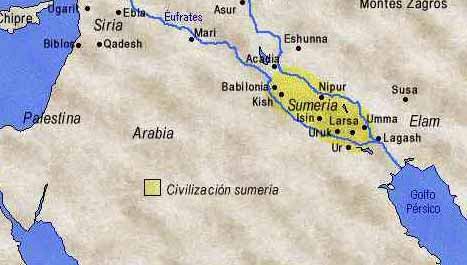 Montes Zagros
Ugarit
Ebla
Asur
Chipre
Éufrates
Siria
Mari
Eshunna
Biblos
Qadesh
Acadia
Babilonia
Nipur
Susa
Kish
Sumeria
Isin
Larsa
Umma
Elam
Palestina
Arabia
Uruk
Lagash
Ur
Civilización sumeria
Golfo
Pérsico